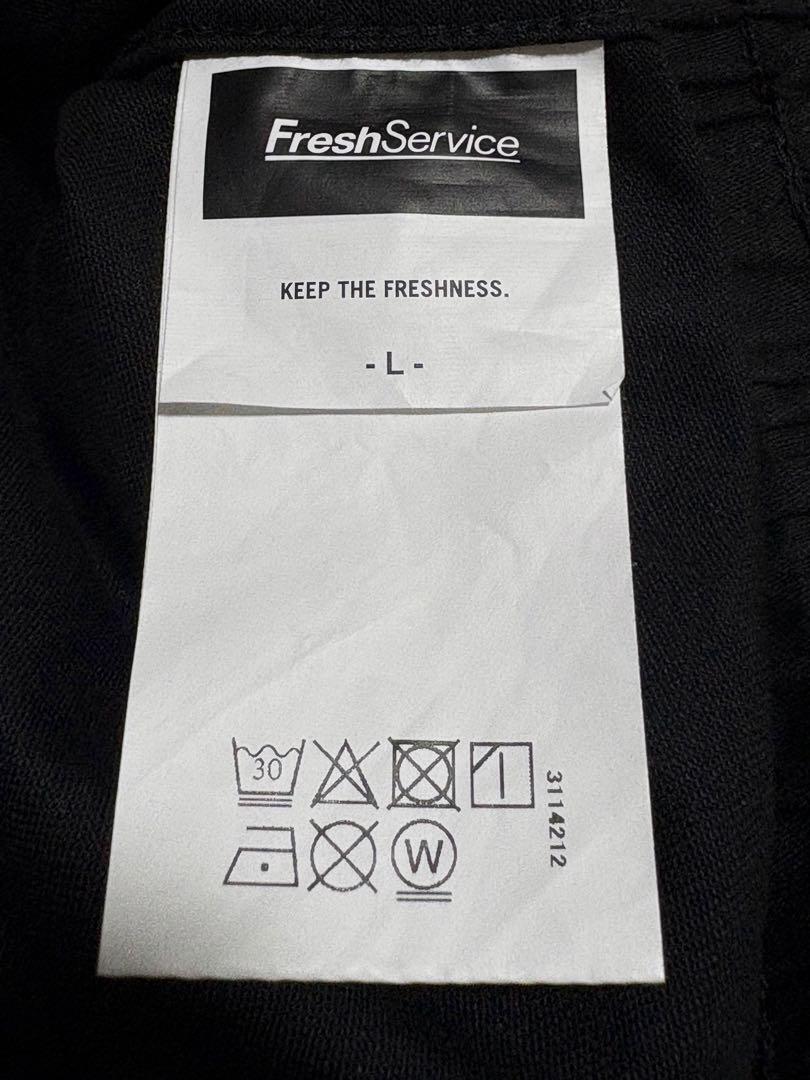 FreshService
KEEP THE FRESHNESS.
- L -
30
3114212
W